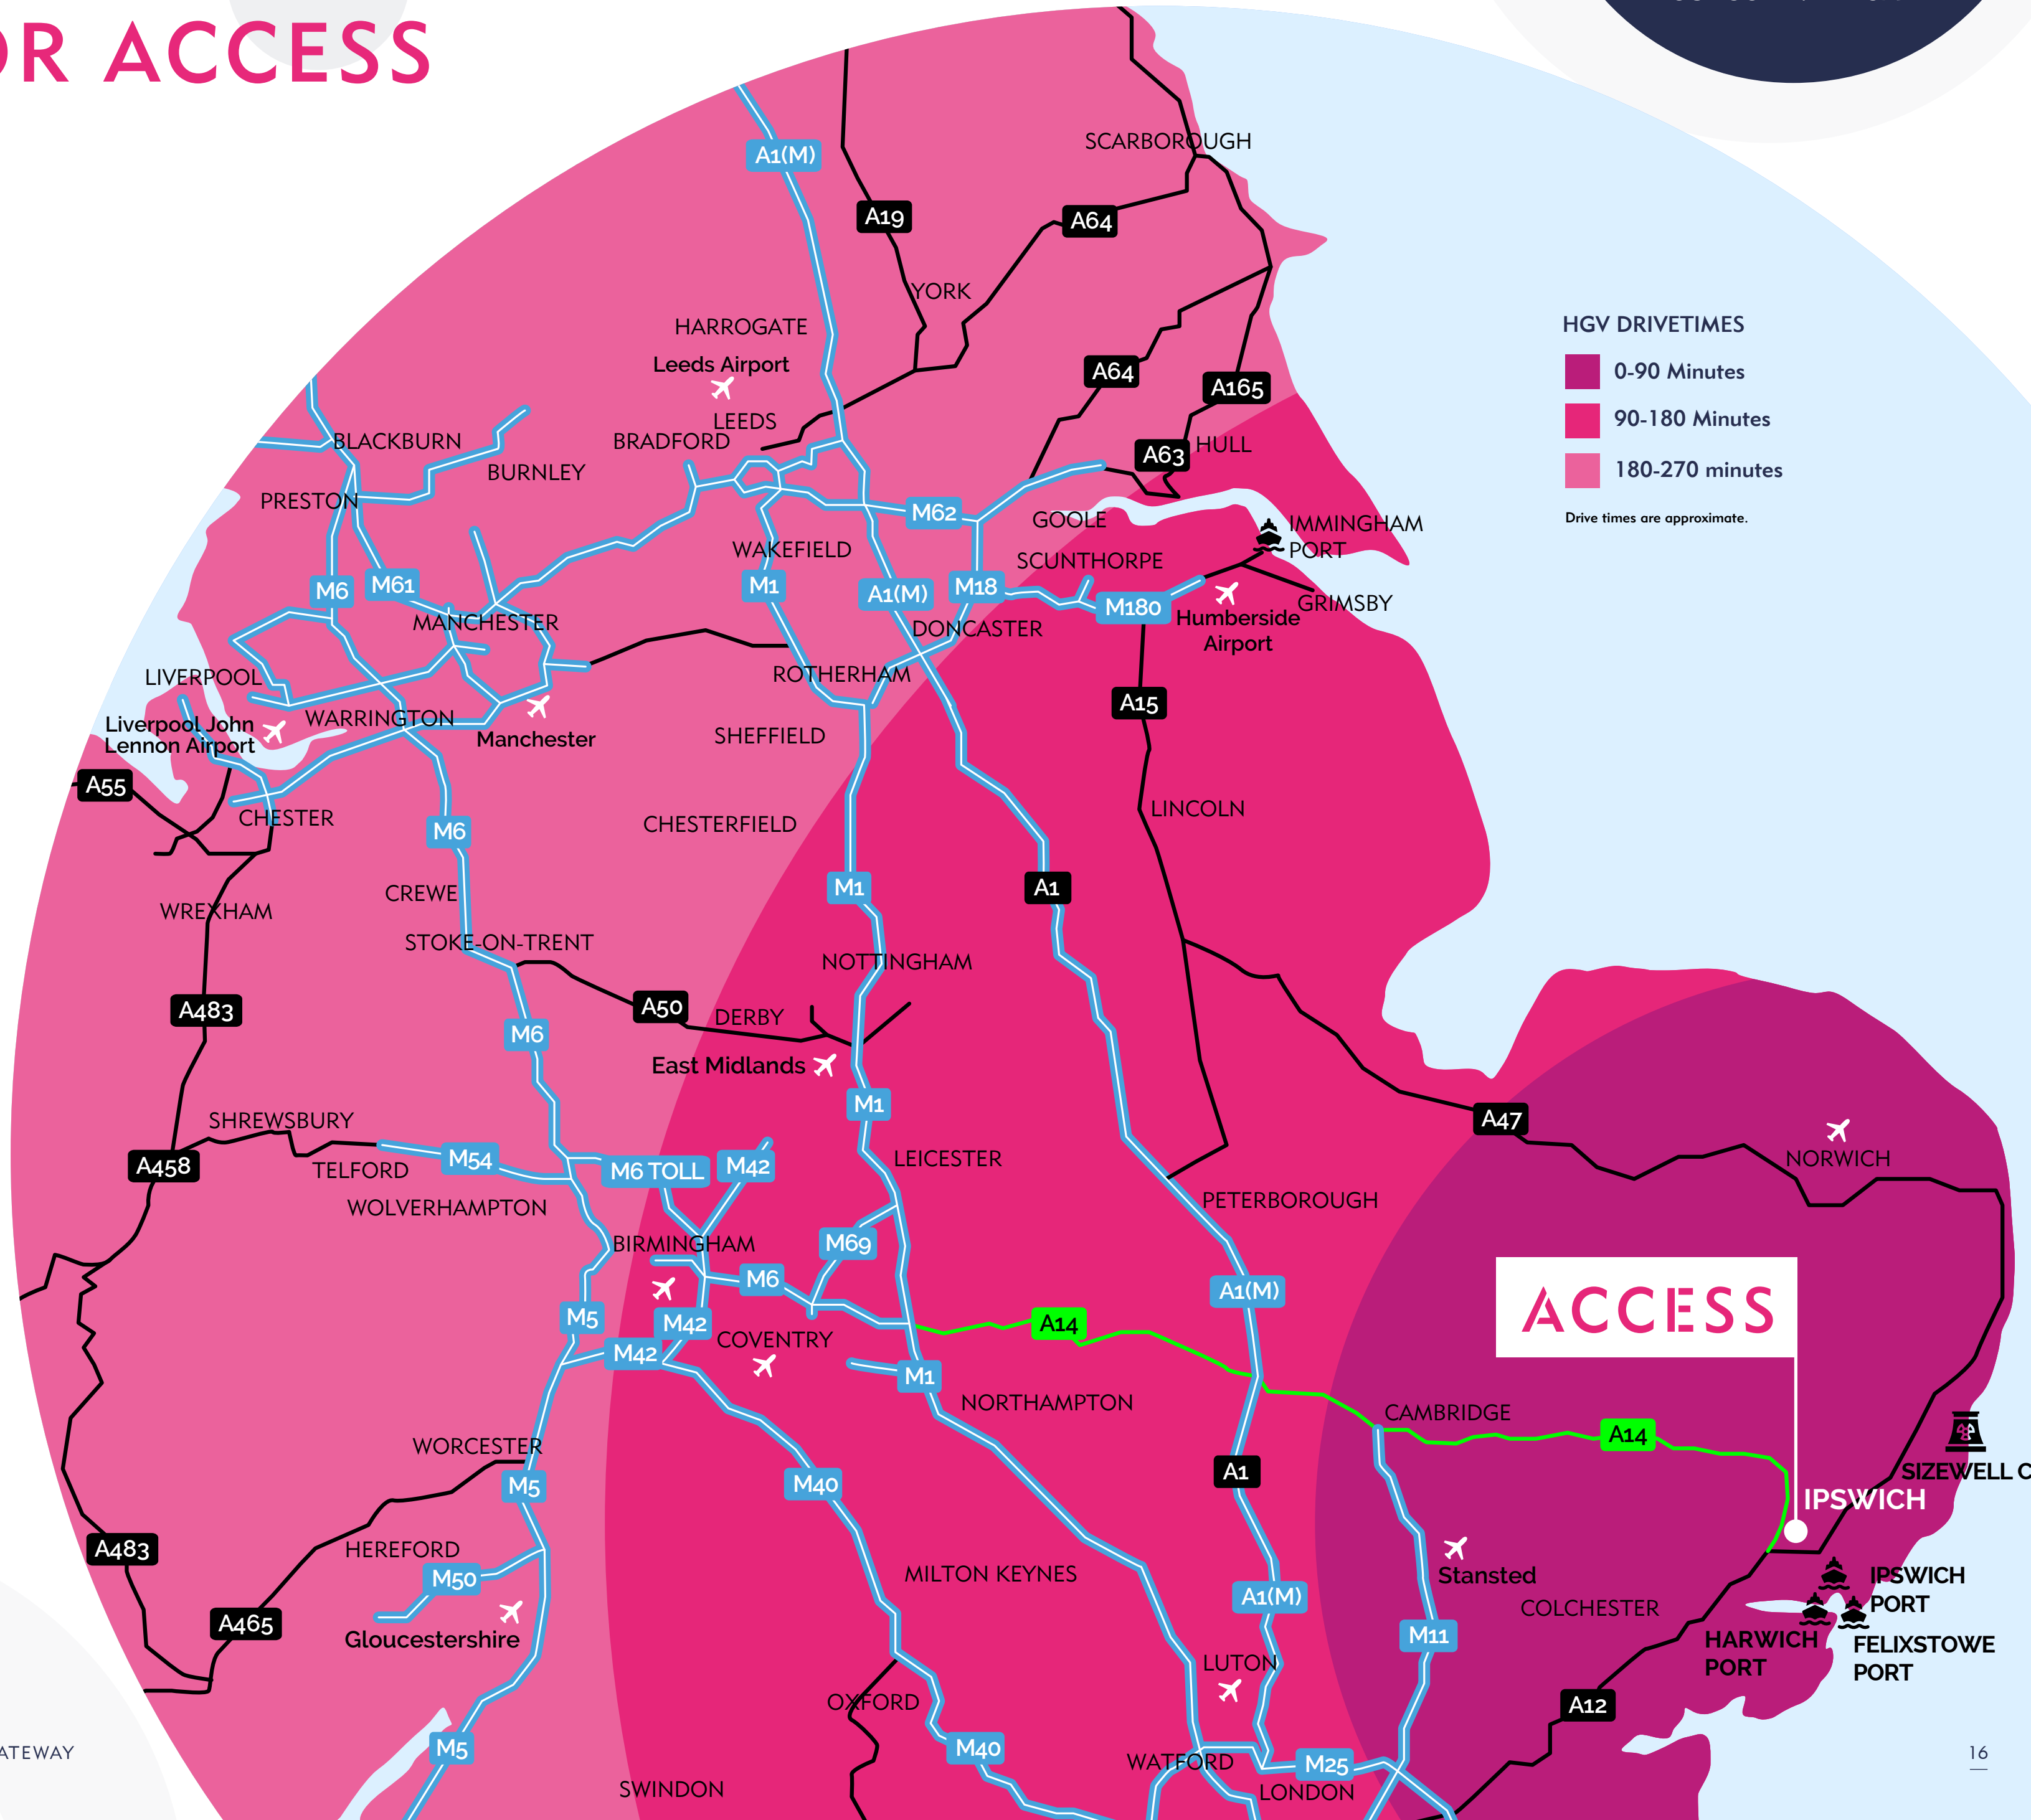 OR ACCESS
A1(M)
SCARBOROUGH
A19
A64
YORK
HARROGATE
Leeds Airport
LEEDS
BRADFORD
A64
A165
A63
HULL
HGV DRIVETIMES
0-90 Minutes
90-180 Minutes
180-270 minutes
Drive times are approximate.
BLACKBURN
BURNLEY
PRESTON
M62
GOOLE
IMMINGHAM
PORT
WAKEFIELD
SCUNTHORPE
M6
M61
M1
A1(M)
M18
M180
GRIMSBY
Humberside
Airport
MANCHESTER
DONCASTER
ROTHERHAM
LIVERPOOL
A15
WARRINGTON
Liverpool John
Lennon Airport
Manchester
SHEFFIELD
A55
CHESTER
M6
CHESTERFIELD
LINCOLN
CREWE
M1
A1
WREXHAM
STOKE-ON-TRENT
NOTTINGHAM
A483
M6
A50
DERBY
East Midlands
M1
A47
SHREWSBURY
A458
M54
TELFORD
M6 TOLL
M42
LEICESTER
NORWICH
WOLVERHAMPTON
PETERBOROUGH
BIRMINGHAM
M69
M6
A1(M)
ACCESS
M5
M42
A14
COVENTRY
M42
M1
NORTHAMPTON
CAMBRIDGE
A14
WORCESTER
M5
M40
A1
SIZEWELL C
IPSWICH
A483
HEREFORD
M50
MILTON KEYNES
Stansted
IPSWICH
PORT
A1(M)
COLCHESTER
A465
Gloucestershire
M11
HARWICH
PORT
FELIXSTOWE
PORT
LUTON
OXFORD
A12
ATEWAY
M5
M40
WATFORD
M25
LONDON
SWINDON
16